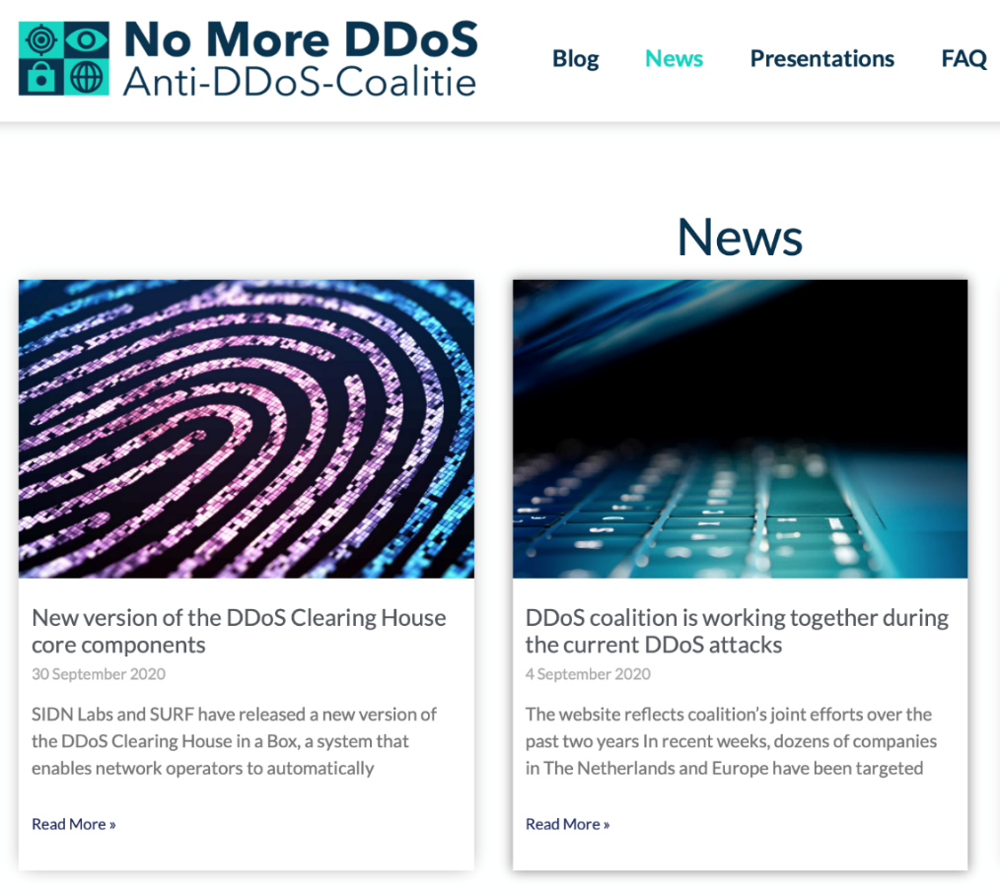 No More DDoS
Anti-DDoS-Coalitie
Blog
News
Presentations
FAQ
News
New version of the DDoS Clearing House
core components
30 September 2020
SIDN Labs and SURF have released a new version of
the DDoS Clearing House in a Box, a system that
enables network operators to automatically
Read More »
DDoS coalition is working together during
the current DDoS attacks
4 September 2020
The website reflects coalition’s joint efforts over the
past two years In recent weeks, dozens of companies
in The Netherlands and Europe have been targeted
Read More »